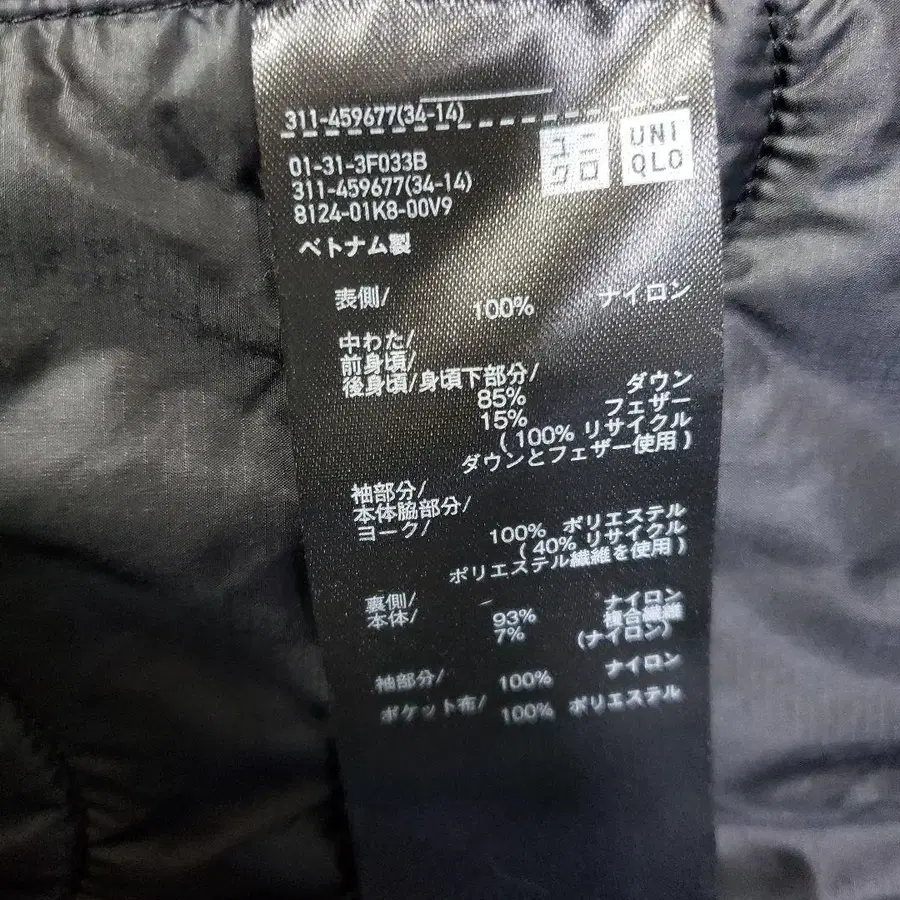 311-459677(34-14)
ユニ
クロ
UNI
QLO
01-31-3F033B
311-459677(34-14)
8124-01K8-00V9
ベトナム製
表側/
100% ナイロン
中わた/
前身頃/
後身頃/身頃下部分/
85% ダウン
15% フェザー
( 100% リサイクル
ダウンとフェザー使用 )
袖部分/
本体脇部分/
ヨーク/
100% ポリエステル
( 40% リサイクル
ポリエステル繊維を使用 )
裏側/
本体/
93% ナイロン
7% 複合繊維
(ナイロン)
袖部分/ 100% ナイロン
ポケット布/ 100% ポリエステル